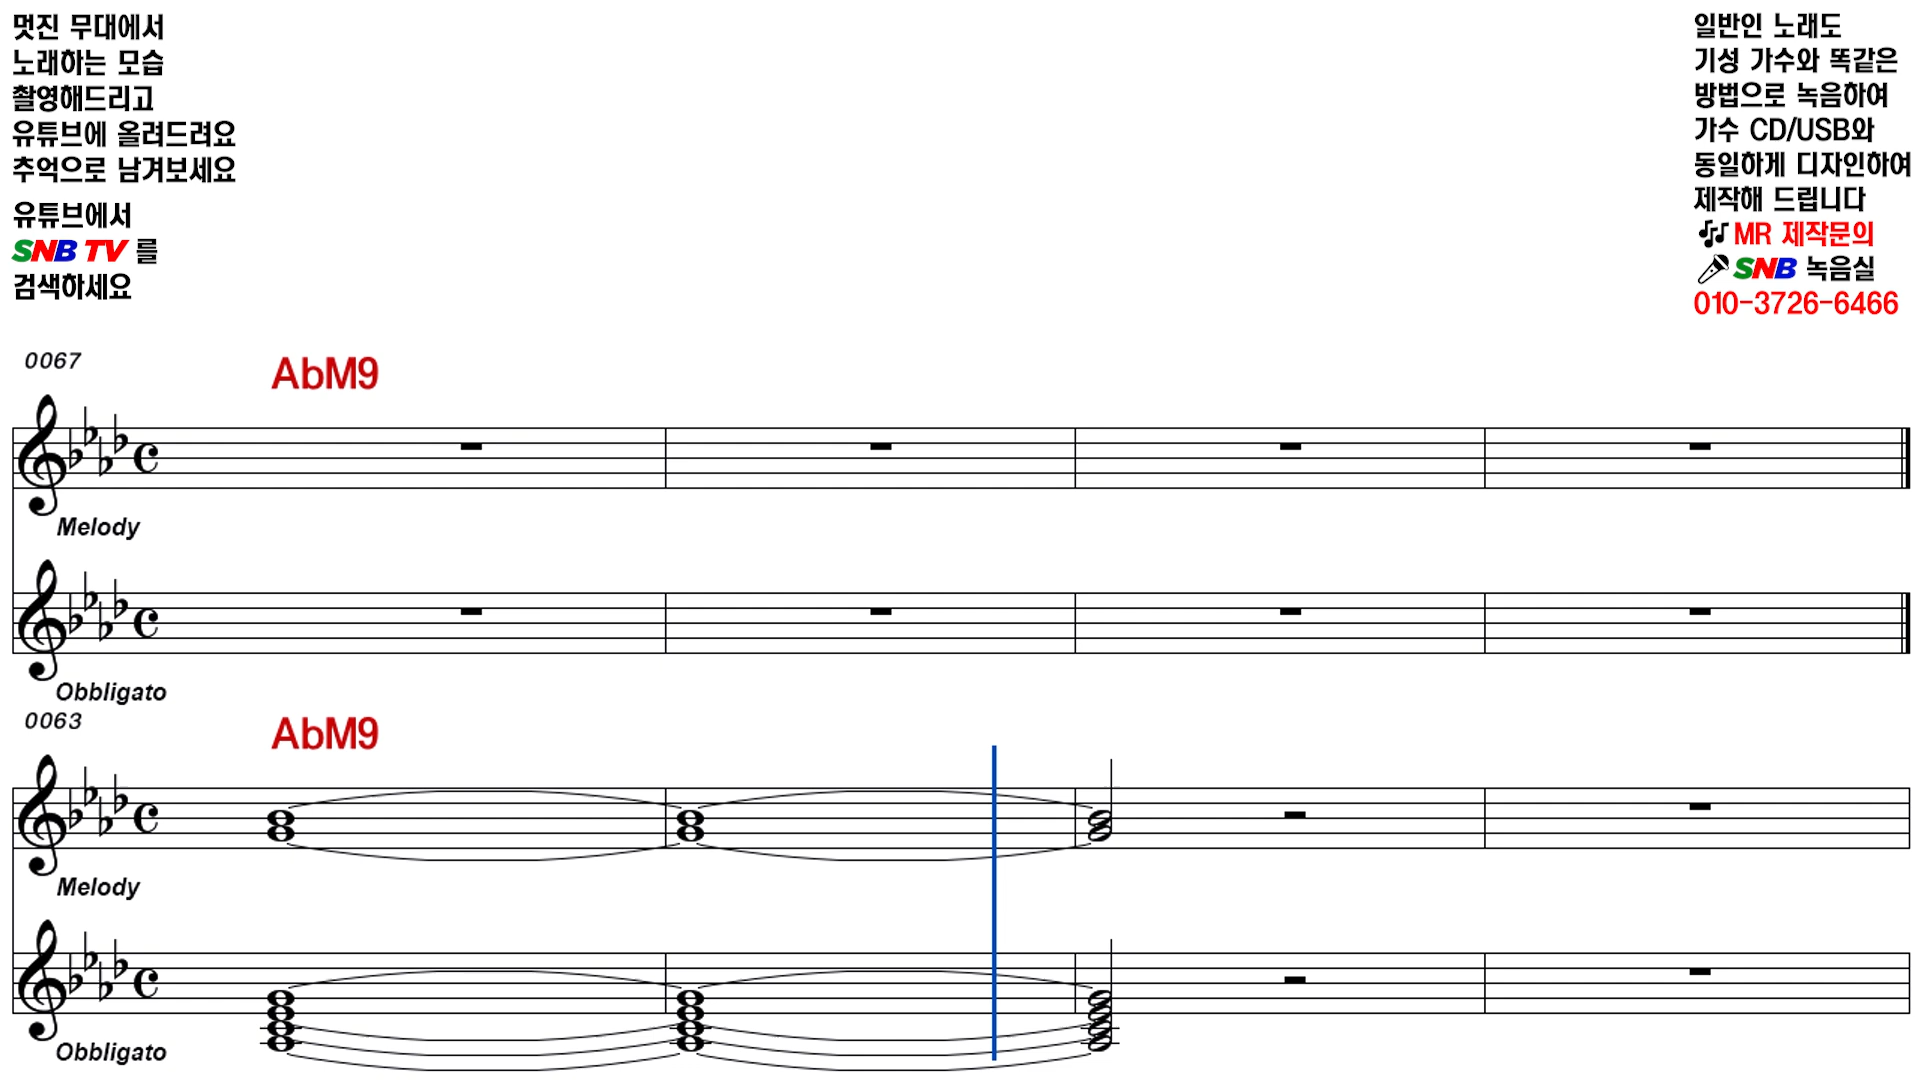 멋진 무대에서
노래하는 모습
촬영해드리고
유튜브에 올려드려요
추억으로 남겨보세요
유튜브에서
SNB TV 를
검색하세요
일반인 노래도
기성 가수와 똑같은
방법으로 녹음하여
가수 CD/USB와
동일하게 디자인하여
제작해 드립니다
MR 제작문의
SNB 녹음실
010-3726-6466
0067
AbM9
Melody
Obbligato
0063
AbM9
Melody
Obbligato